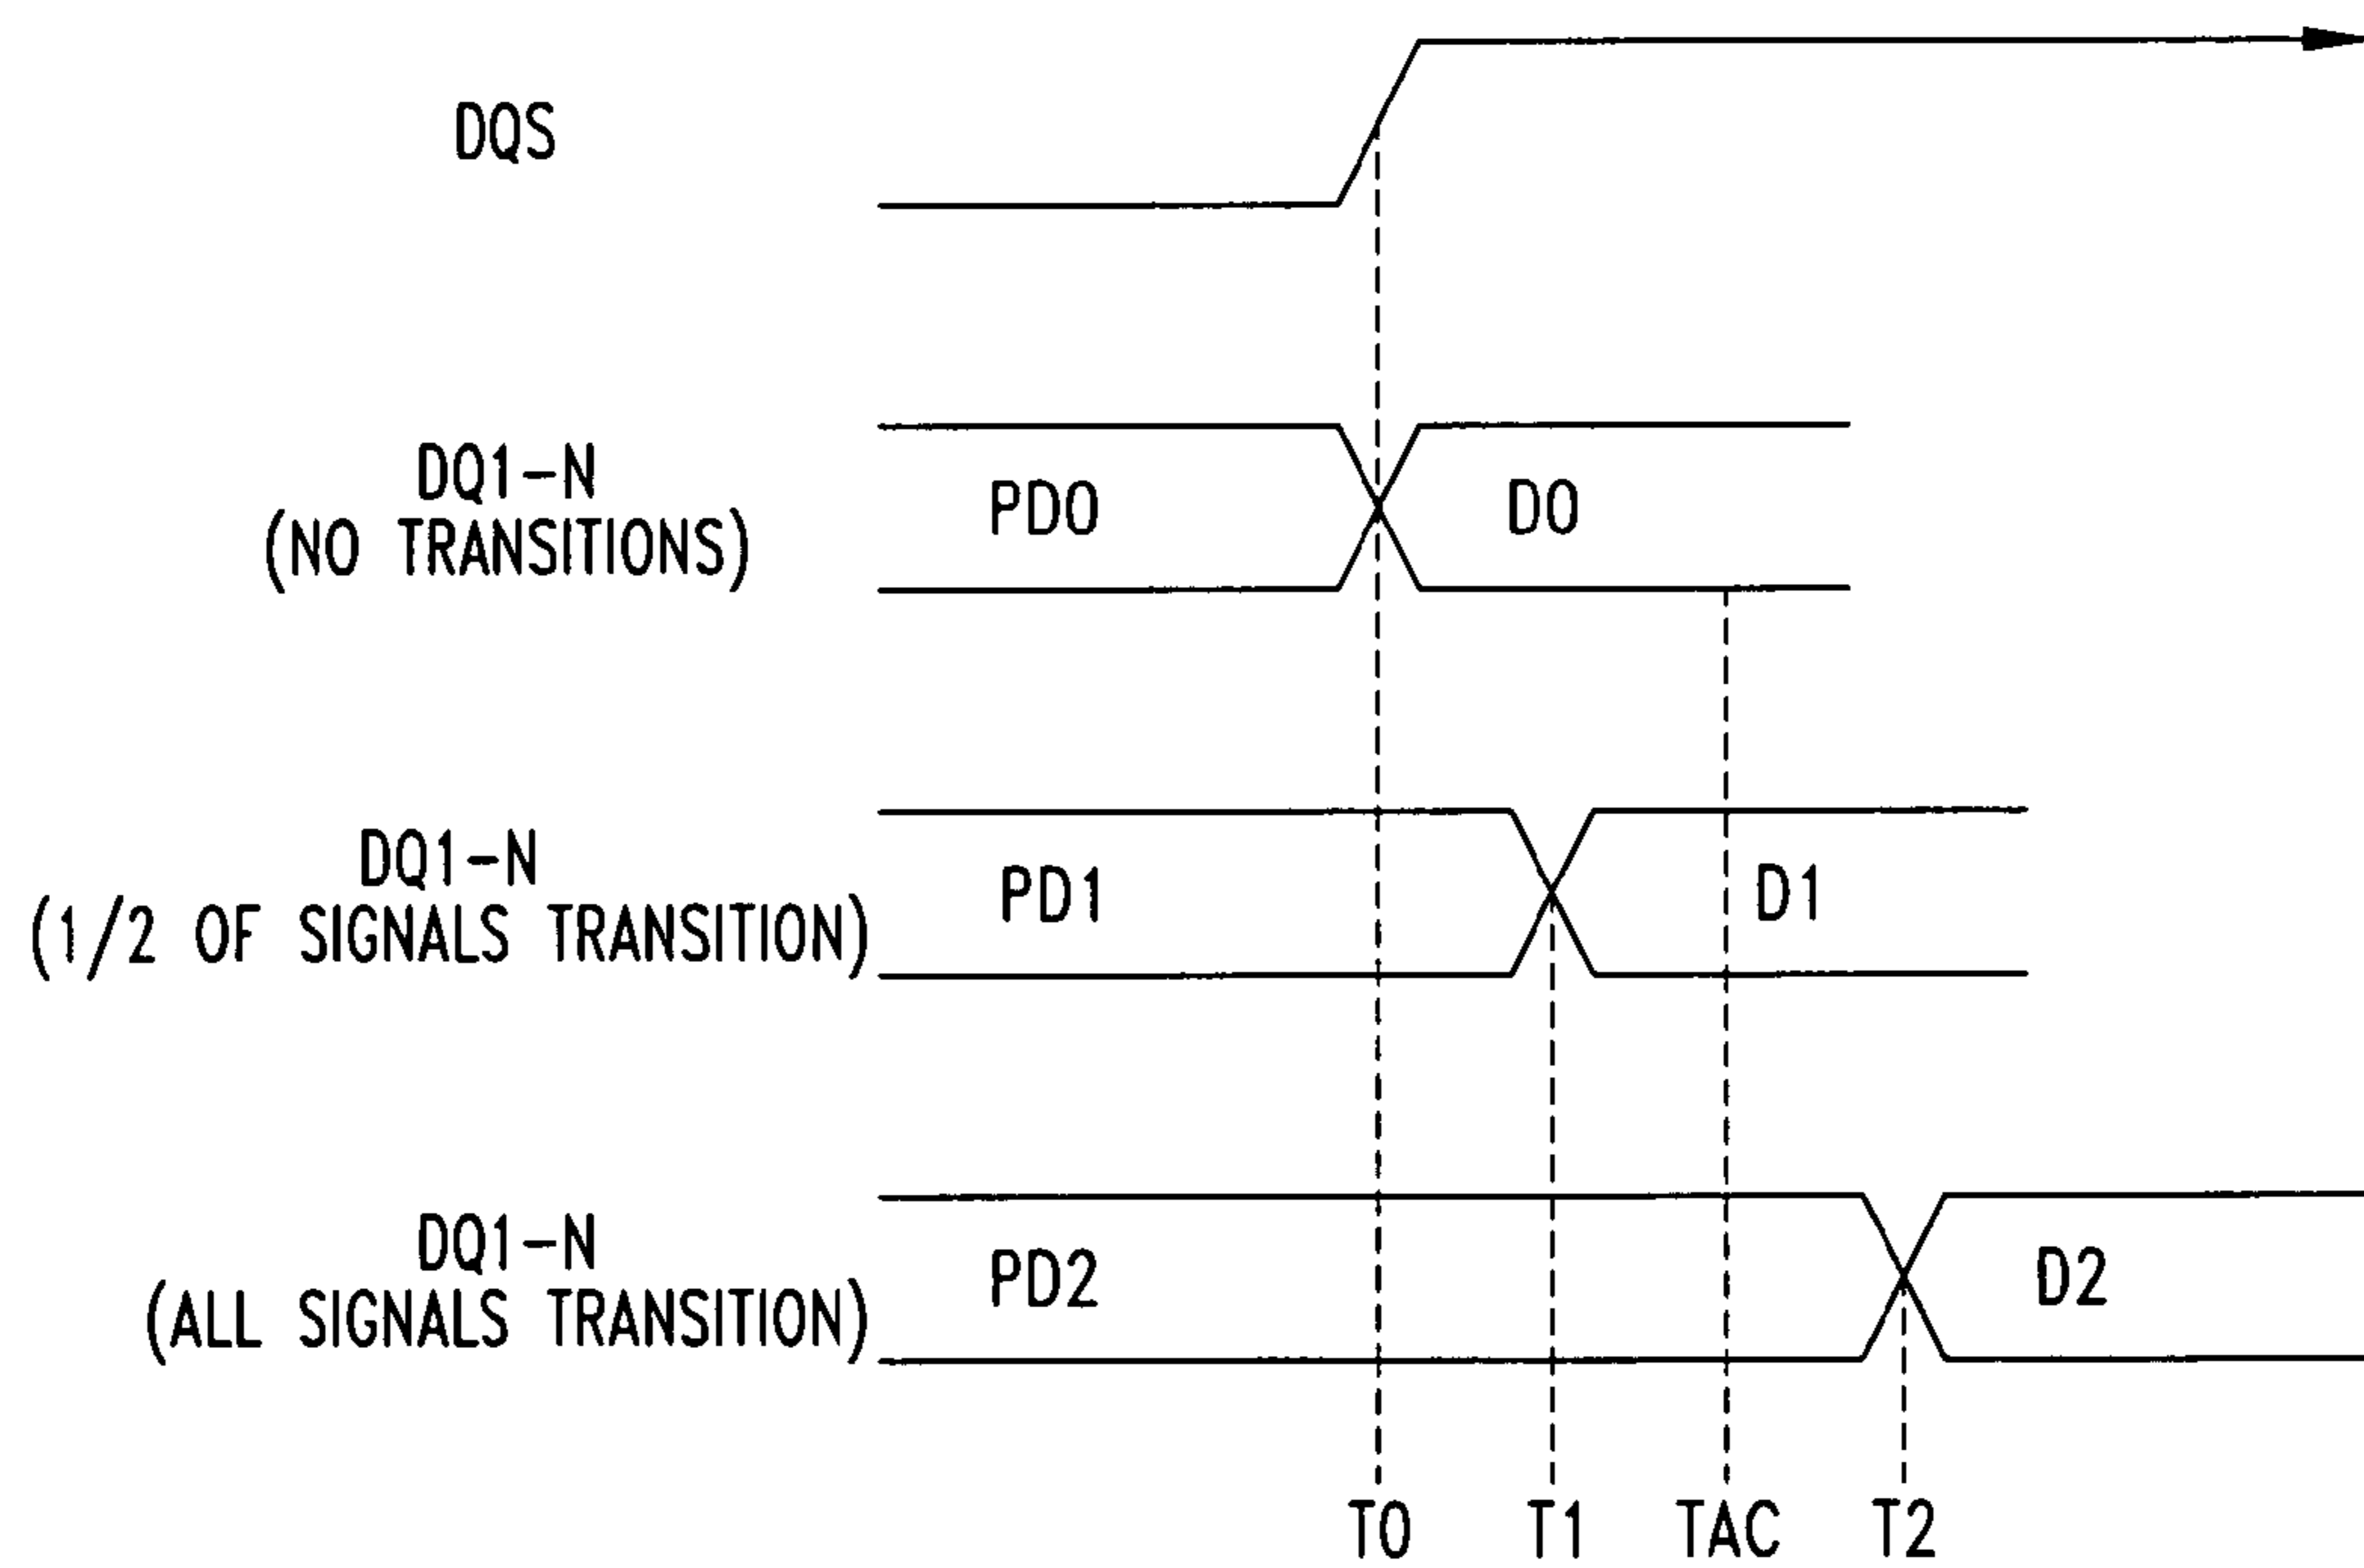 DQS
DQ1-N
(NO TRANSITIONS)
PD0
D0
DQ1-N
(1/2 OF SIGNALS TRANSITION)
PD1
D1
DQ1-N
(ALL SIGNALS TRANSITION)
PD2
D2
T0
T1
TAC
T2